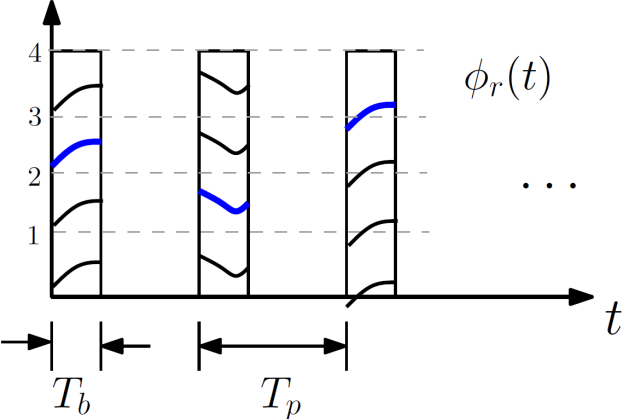 4
ϕ_r(t)
3
2
. . .
1
t
T_b
T_p